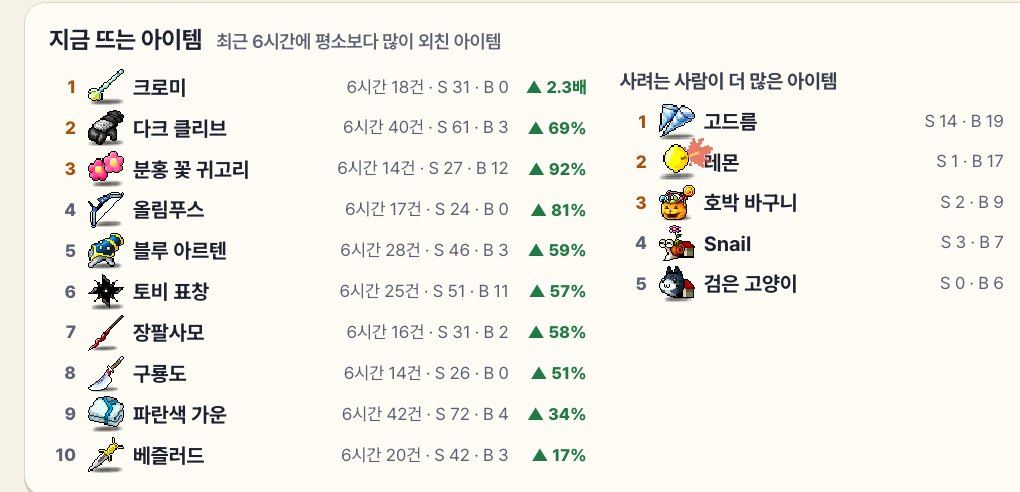 지금 뜨는 아이템 최근 6시간에 평소보다 많이 외친 아이템
1 크로미 6시간 18건 · S 31 · B 0 ▲ 2.3배
2 다크 클리브 6시간 40건 · S 61 · B 3 ▲ 69%
3 분홍 꽃 귀고리 6시간 14건 · S 27 · B 12 ▲ 92%
4 올림푸스 6시간 17건 · S 24 · B 0 ▲ 81%
5 블루 아르텐 6시간 28건 · S 46 · B 3 ▲ 59%
6 토비 표창 6시간 25건 · S 51 · B 11 ▲ 57%
7 장팔사모 6시간 16건 · S 31 · B 2 ▲ 58%
8 구룡도 6시간 14건 · S 26 · B 0 ▲ 51%
9 파란색 가운 6시간 42건 · S 72 · B 4 ▲ 34%
10 베즐러드 6시간 20건 · S 42 · B 3 ▲ 17%
사려는 사람이 더 많은 아이템
1 고드름 S 14 · B 19
2 레몬 S 1 · B 17
3 호박 바구니 S 2 · B 9
4 Snail S 3 · B 7
5 검은 고양이 S 0 · B 6